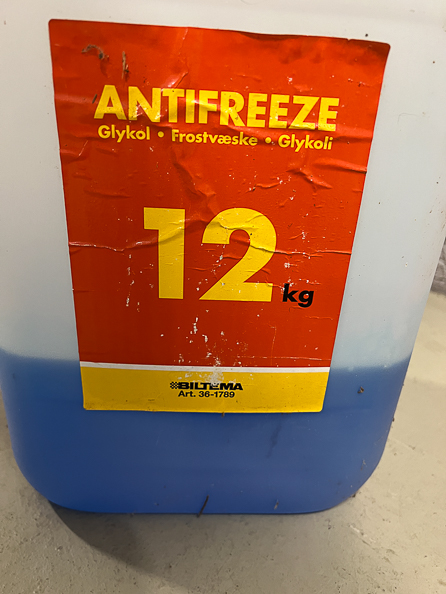 ANTIFREEZE
Glykol • Frostvæske • Glykoli
12 kg
BILTEMA
Art. 36-1789